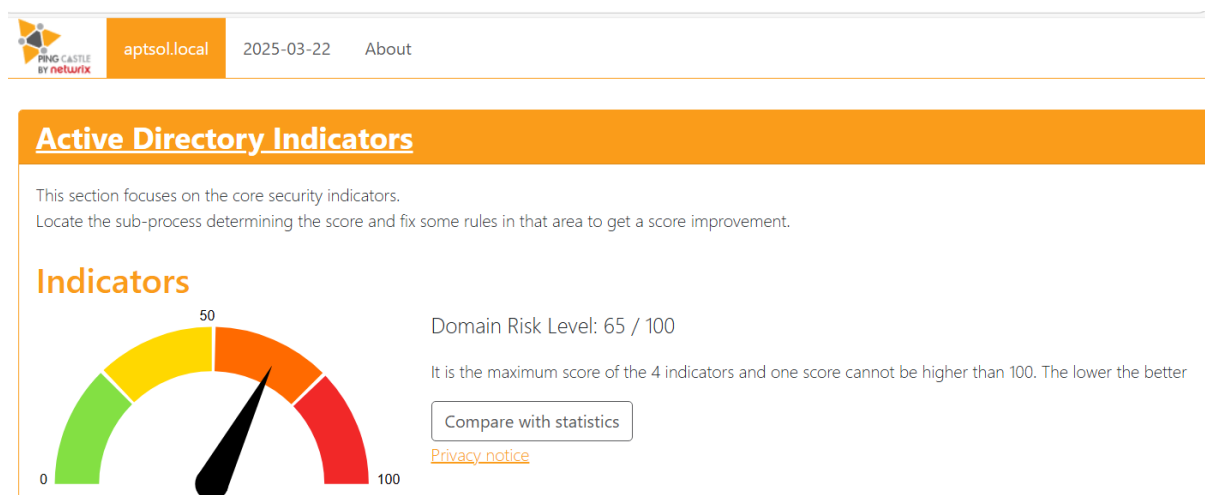 PING CASTLE
BY netwrix
aptsol.local
2025-03-22
About
Active Directory Indicators
This section focuses on the core security indicators.
Locate the sub-process determining the score and fix some rules in that area to get a score improvement.
Indicators
0
50
100
Domain Risk Level: 65 / 100
It is the maximum score of the 4 indicators and one score cannot be higher than 100. The lower the better
Compare with statistics
Privacy notice